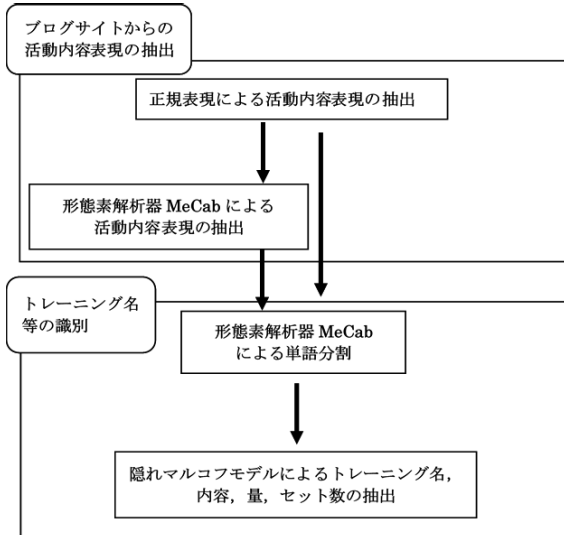 ブログサイトからの
活動内容表現の抽出
正規表現による活動内容表現の抽出
形態素解析器 MeCab による
活動内容表現の抽出
トレーニング名
等の識別
形態素解析器 MeCab
による単語分割
隠れマルコフモデルによるトレーニング名，
内容，量，セット数の抽出